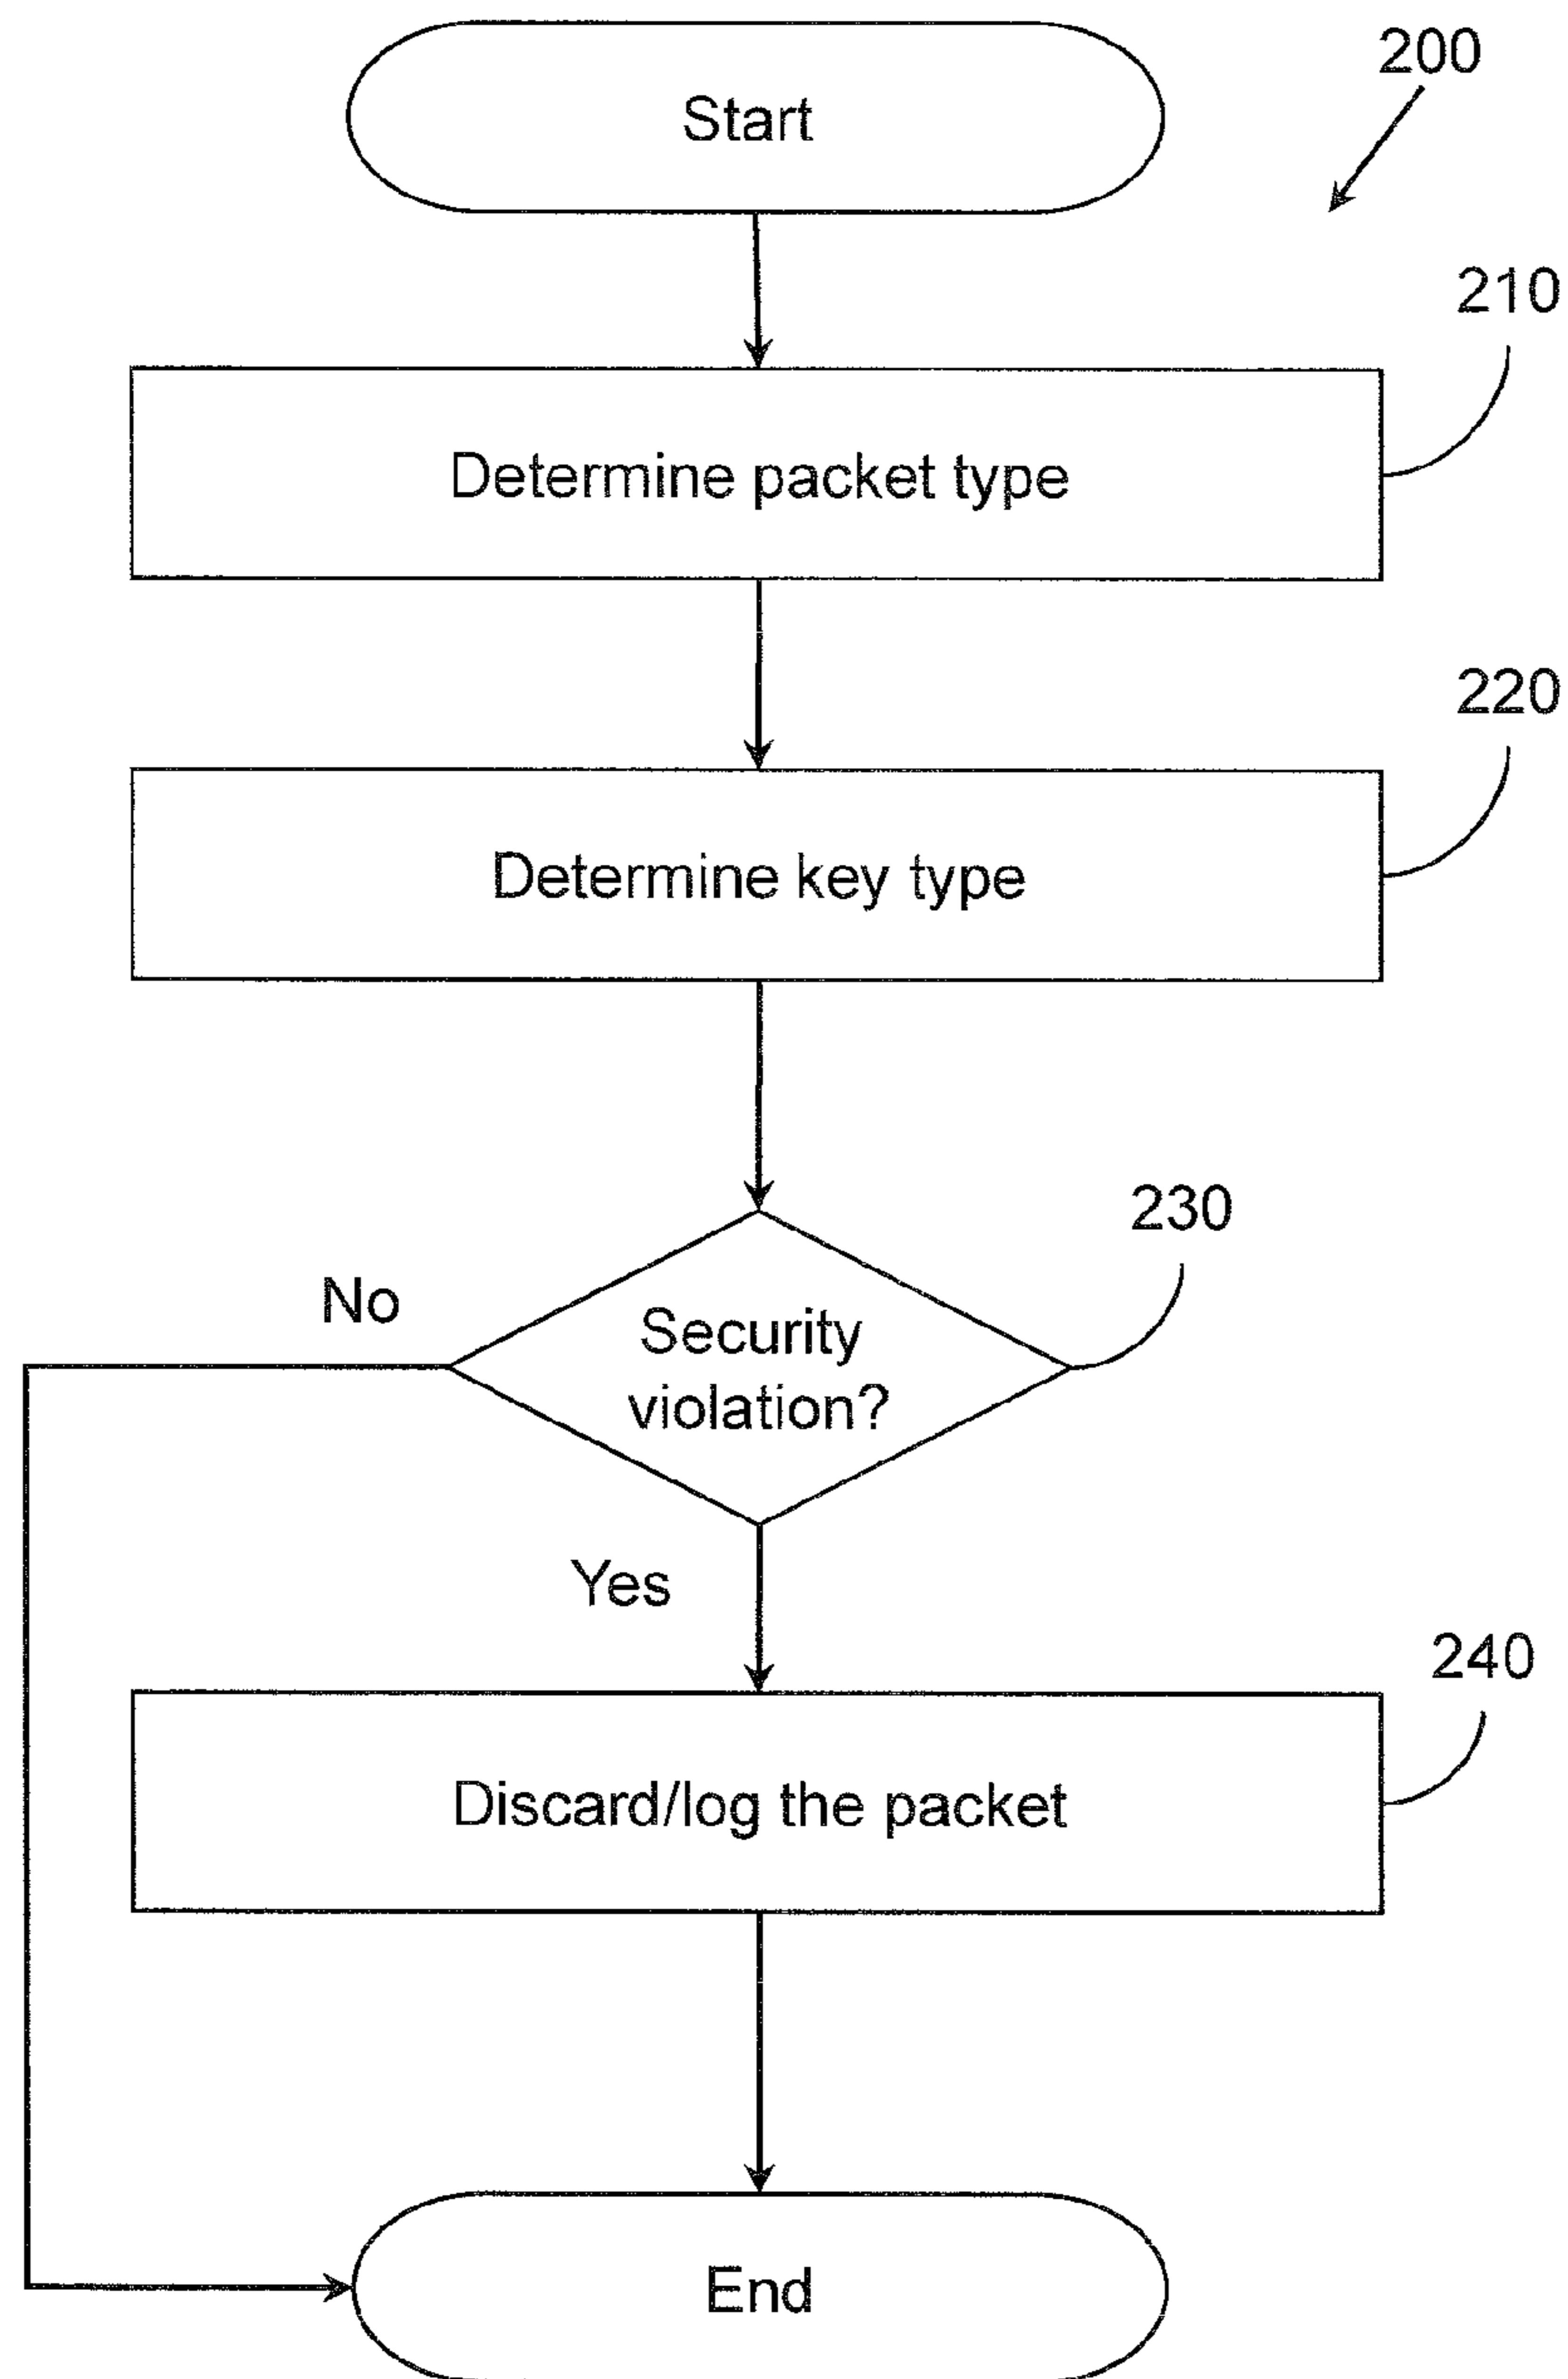 Start
200
210
Determine packet type
220
Determine key type
230
No
Security
violation?
Yes
240
Discard/log the packet
End